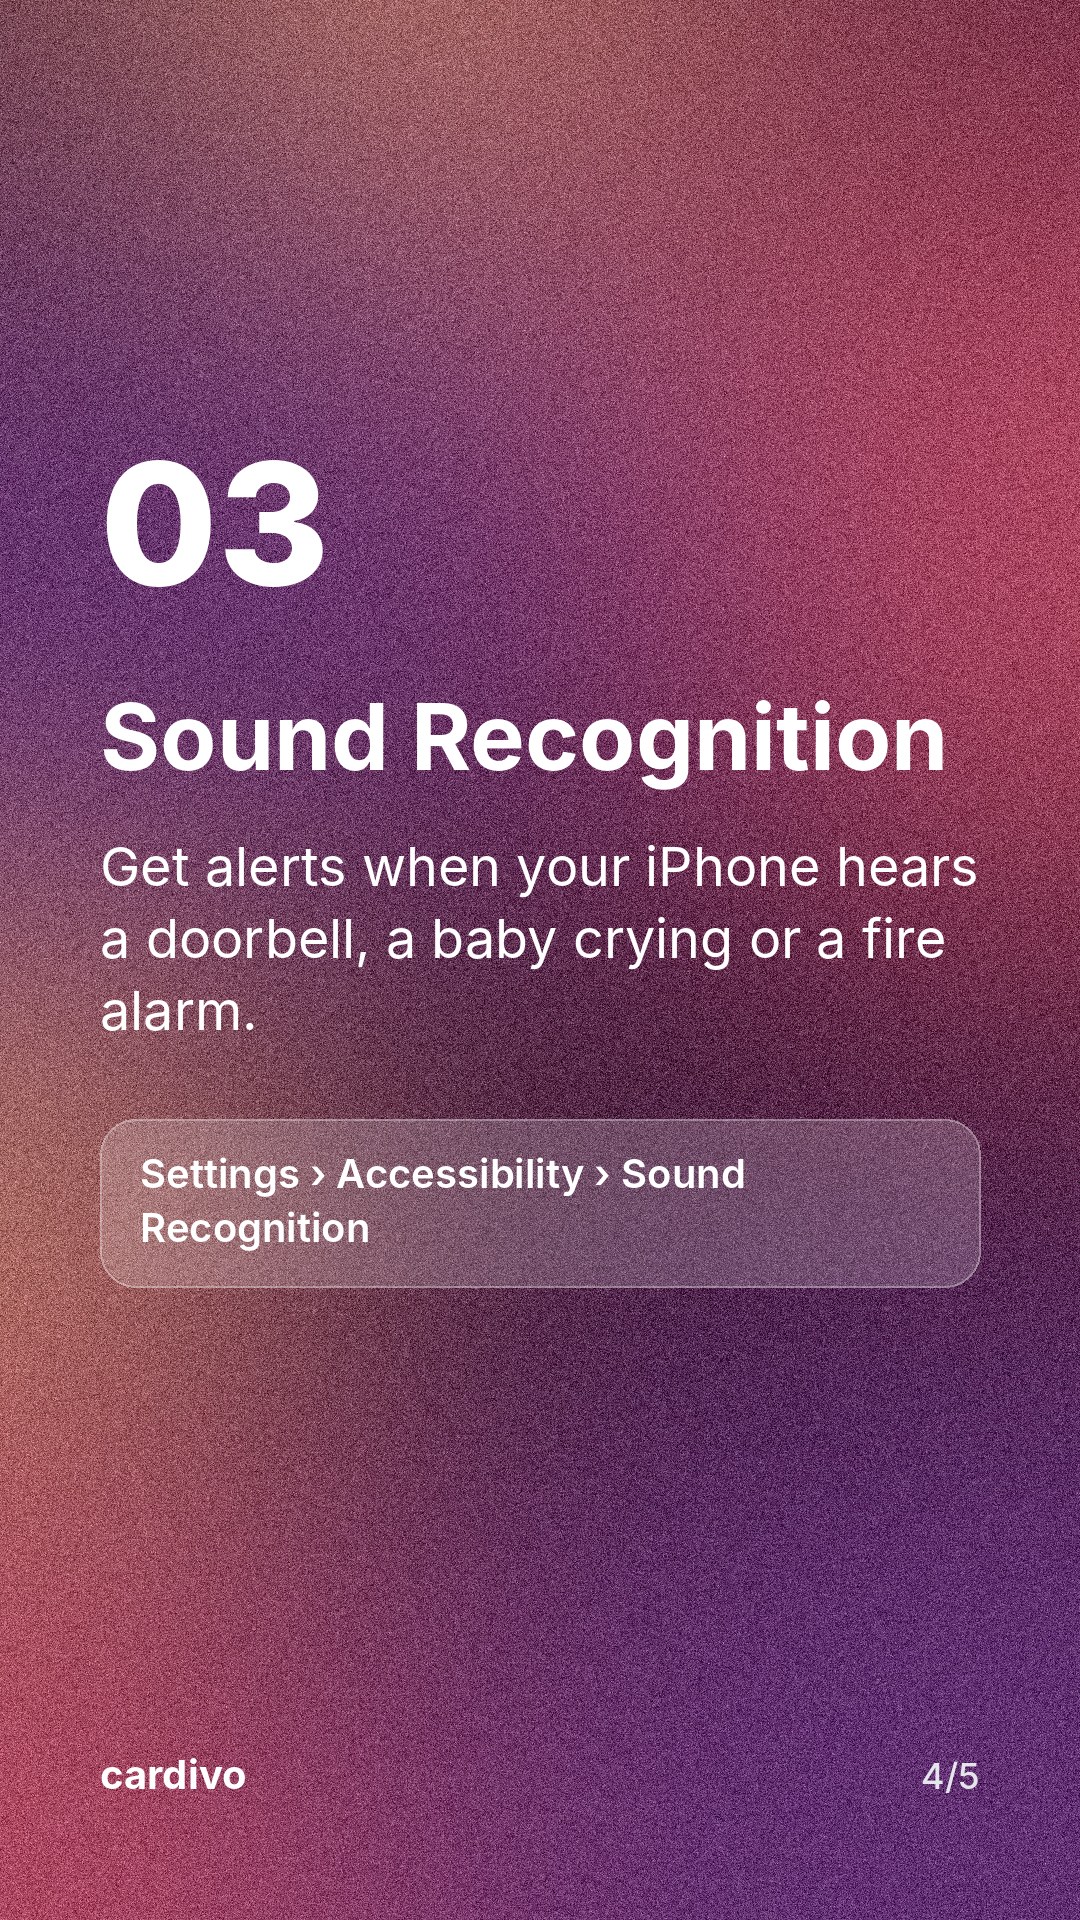 03
Sound Recognition
Get alerts when your iPhone hears
a doorbell, a baby crying or a fire
alarm.
Settings › Accessibility › Sound
Recognition
cardivo
4/5